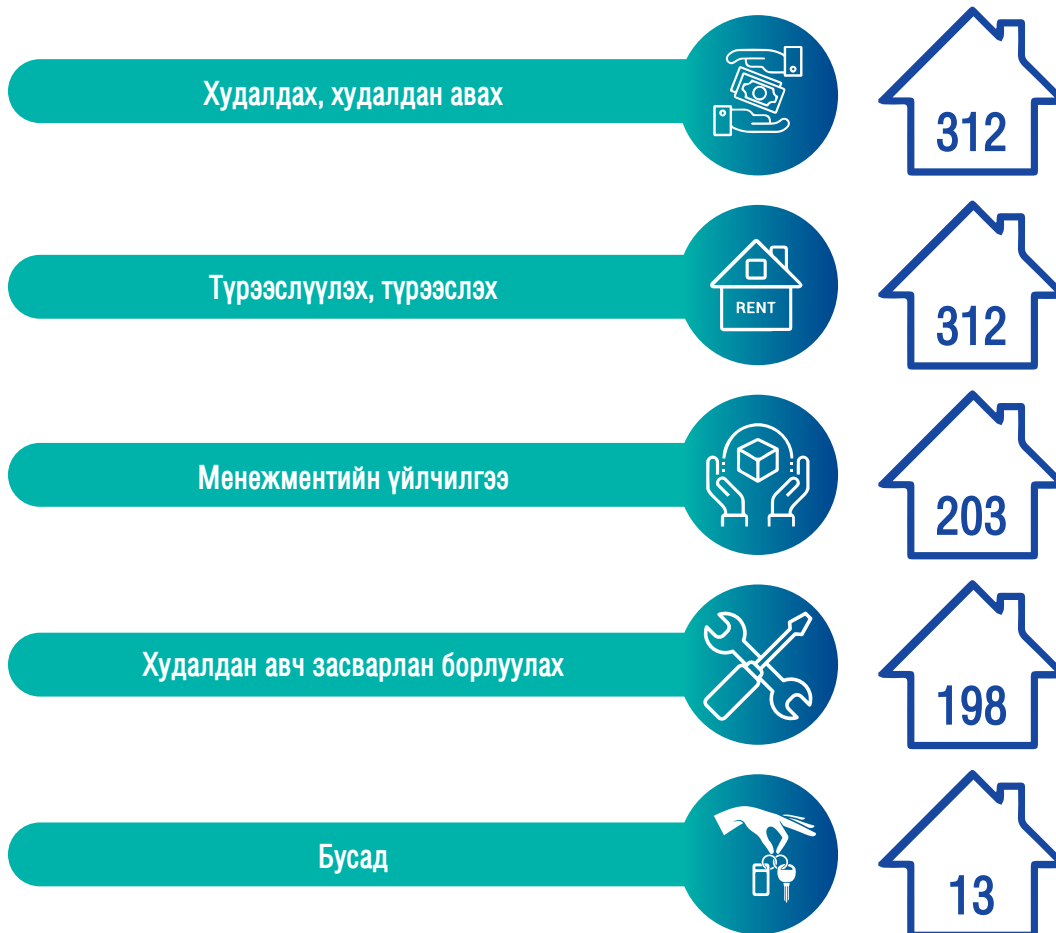 Худалдах, худалдан авах
312
Түрээслүүлэх, түрээслэх
RENT
312
Менежментийн үйлчилгээ
203
Худалдан авч засварлан борлуулах
198
Бусад
13